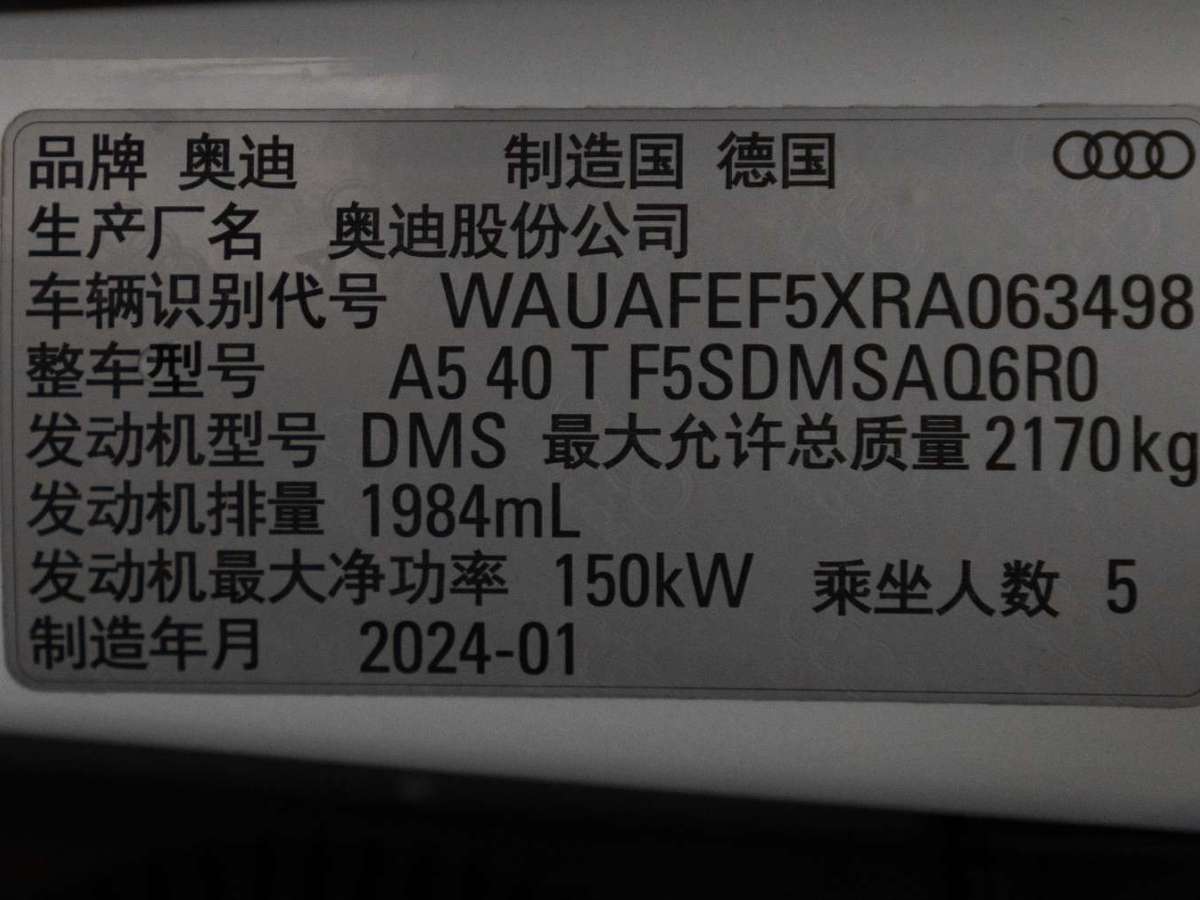 品牌 奥迪 制造国 德国
生产厂名 奥迪股份公司
车辆识别代号 WAUAFEF5XRA063498
整车型号 A5 40 T F5SDMSAQ6R0
发动机型号 DMS 最大允许总质量 2170kg
发动机排量 1984mL
发动机最大净功率 150kW 乘坐人数 5
制造年月 2024-01